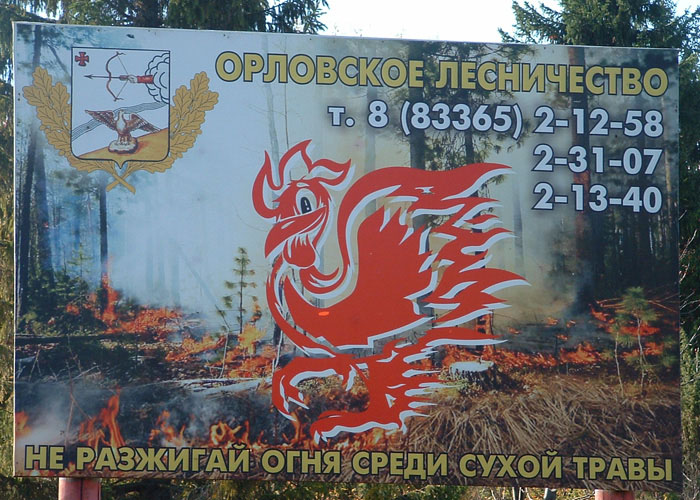 ОРЛОВСКОЕ ЛЕСНИЧЕСТВО
т. 8 (83365) 2-12-58
2-31-07
2-13-40
НЕ РАЗЖИГАЙ ОГНЯ СРЕДИ СУХОЙ ТРАВЫ